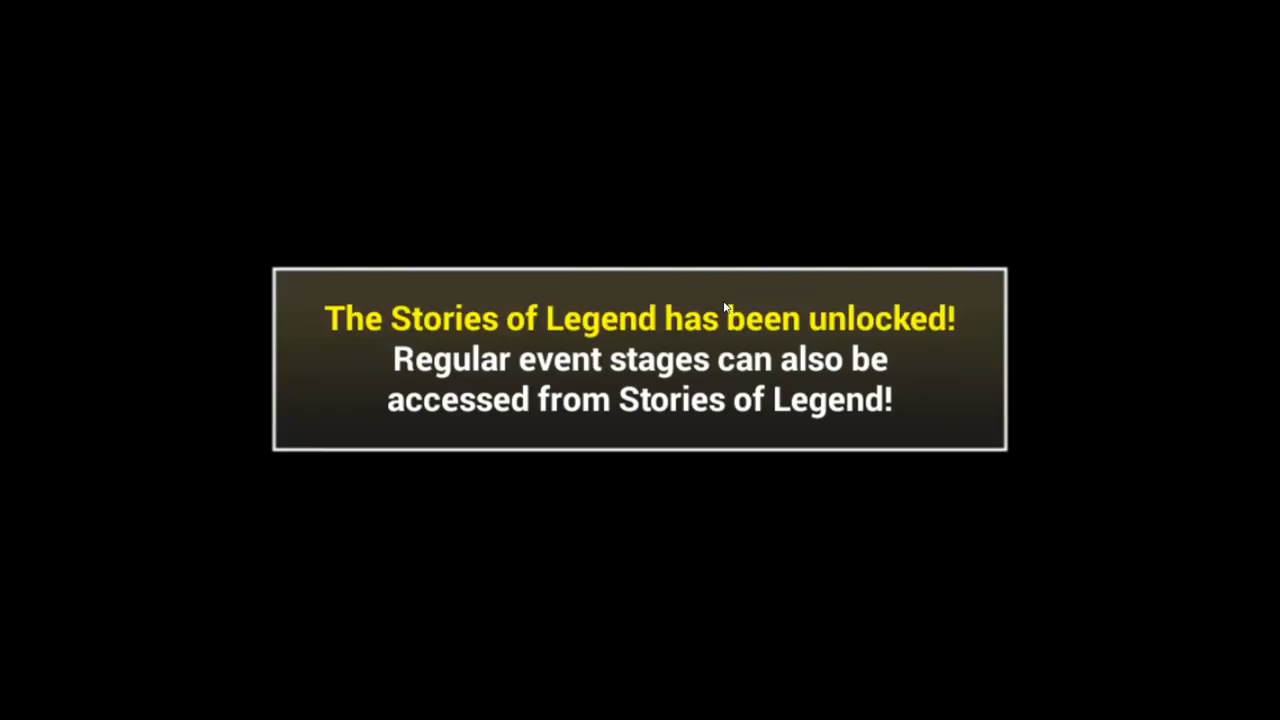 The Stories of Legend has been unlocked!
Regular event stages can also be
accessed from Stories of Legend!